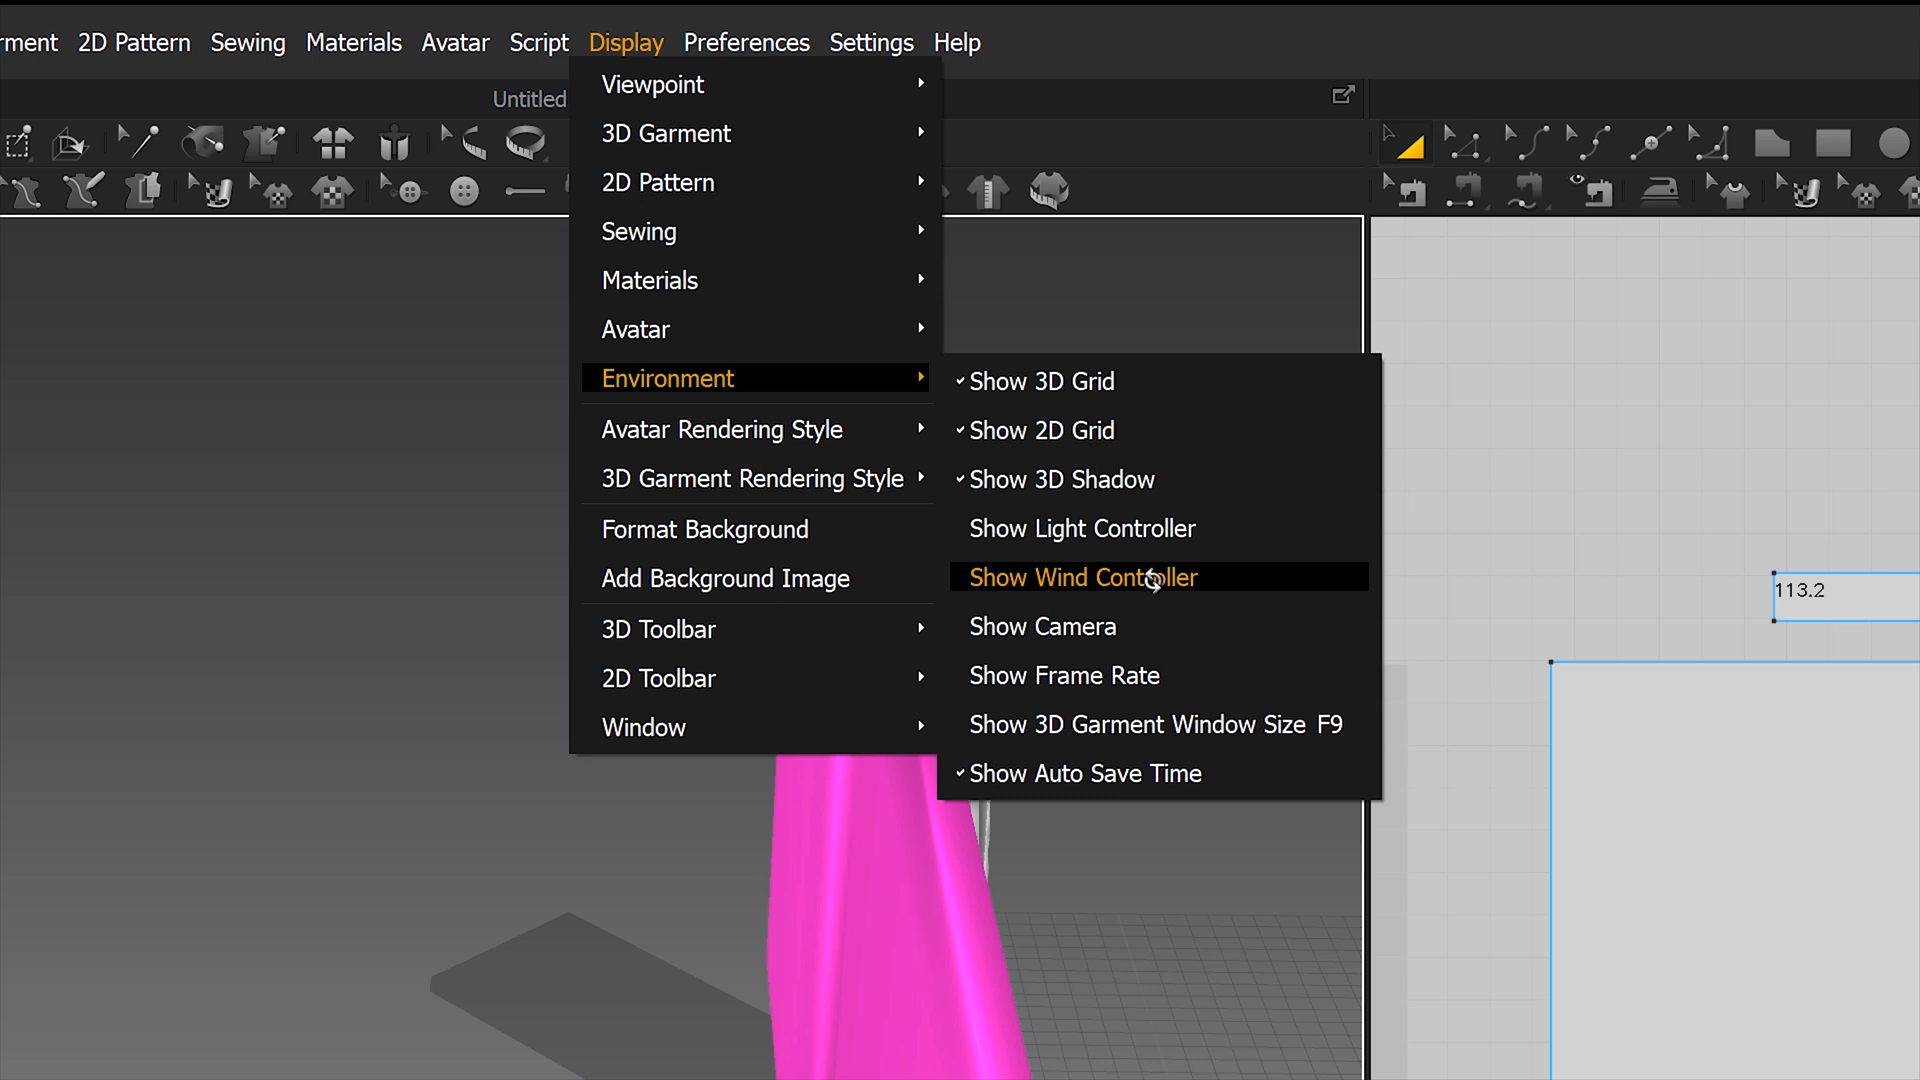 rment 2D Pattern Sewing Materials Avatar Script Display Preferences Settings Help
Untitled
Viewpoint
3D Garment
2D Pattern
Sewing
Materials
Avatar
Environment
Avatar Rendering Style
3D Garment Rendering Style
Format Background
Add Background Image
3D Toolbar
2D Toolbar
Window
Show 3D Grid
Show 2D Grid
Show 3D Shadow
Show Light Controller
Show Wind Controller
Show Camera
Show Frame Rate
Show 3D Garment Window Size F9
Show Auto Save Time
113.2